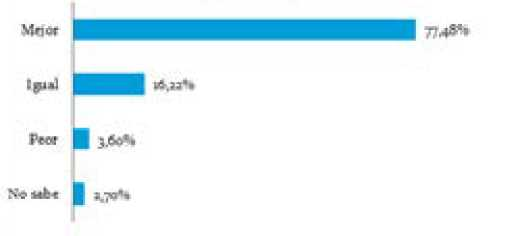 Mejor 77,48%
Igual 16,22%
Peor 3,60%
No sabe 2,70%